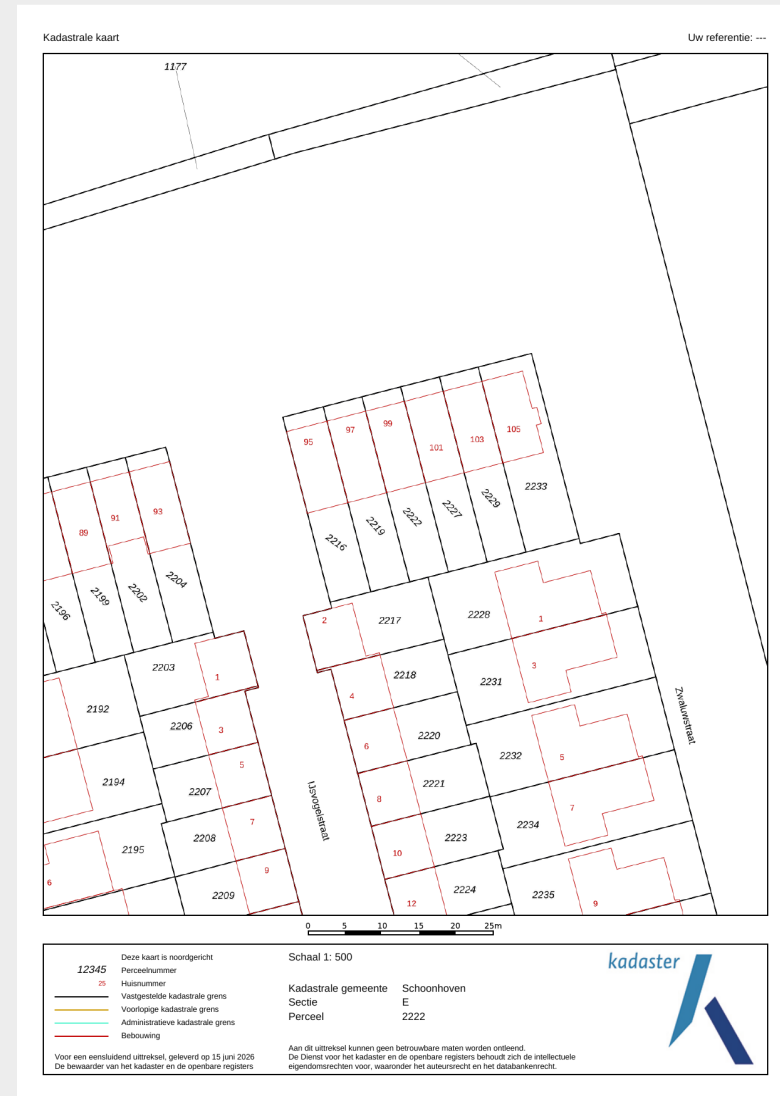 Kadastrale kaart
Uw referentie: ---
1177
95
97
99
101
103
105
2216
2219
2222
2227
2229
2233
89
91
93
2196
2199
2202
2204
2
2217
2228
1
2203
1
2218
2231
3
4
2192
2206
3
6
2220
2232
5
Zwaluwstraat
5
2194
2207
8
2221
IJsvogelstraat
7
2208
2234
7
2195
10
2223
9
6
2209
12
2224
2235
9
0 5 10 15 20 25m
Deze kaart is noordgericht
12345 Perceelnummer
25 Huisnummer
Vastgestelde kadastrale grens
Voorlopige kadastrale grens
Administratieve kadastrale grens
Bebouwing
Voor een eensluidend uittreksel, geleverd op 15 juni 2026
De bewaarder van het kadaster en de openbare registers
Schaal 1: 500
Kadastrale gemeente Schoonhoven
Sectie E
Perceel 2222
Aan dit uittreksel kunnen geen betrouwbare maten worden ontleend.
De Dienst voor het kadaster en de openbare registers behoudt zich de intellectuele
eigendomsrechten voor, waaronder het auteursrecht en het databankenrecht.
kadaster